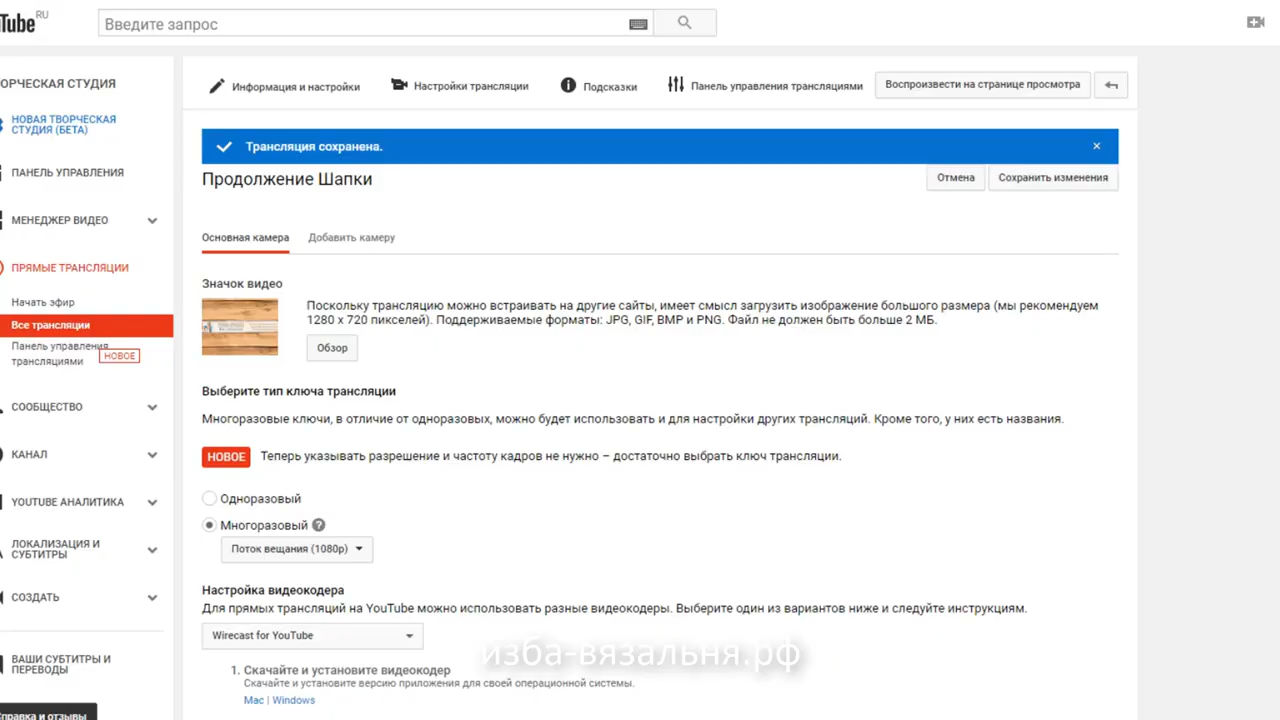 Tube RU
Введите запрос
ОРЧЕСКАЯ СТУДИЯ
НОВАЯ ТВОРЧЕСКАЯ
СТУДИЯ (БЕТА)
ПАНЕЛЬ УПРАВЛЕНИЯ
МЕНЕДЖЕР ВИДЕО
ПРЯМЫЕ ТРАНСЛЯЦИИ
Начать эфир
Все трансляции
Панель управления
трансляциями НОВОЕ
СООБЩЕСТВО
КАНАЛ
YOUTUBE АНАЛИТИКА
ЛОКАЛИЗАЦИЯ И
СУБТИТРЫ
СОЗДАТЬ
ВАШИ СУБТИТРЫ И
ПЕРЕВОДЫ
правка и отзывы
Информация и настройки Настройки трансляции Подсказки Панель управления трансляциями Воспроизвести на странице просмотра
Трансляция сохранена.
Продолжение Шапки Отмена Сохранить изменения
Основная камера Добавить камеру
Значок видео
Поскольку трансляцию можно встраивать на другие сайты, имеет смысл загрузить изображение большого размера (мы рекомендуем
1280 x 720 пикселей). Поддерживаемые форматы: JPG, GIF, BMP и PNG. Файл не должен быть больше 2 МБ.
Обзор
Выберите тип ключа трансляции
Многоразовые ключи, в отличие от одноразовых, можно будет использовать и для настройки других трансляций. Кроме того, у них есть названия.
НОВОЕ Теперь указывать разрешение и частоту кадров не нужно – достаточно выбрать ключ трансляции.
Одноразовый
Многоразовый ?
Поток вещания (1080p)
Настройка видеокодера
Для прямых трансляций на YouTube можно использовать разные видеокодеры. Выберите один из вариантов ниже и следуйте инструкциям.
Wirecast for YouTube
изба-вязальня.рф
1. Скачайте и установите видеокодер
Скачайте и установите версию приложения для своей операционной системы.
Mac | Windows